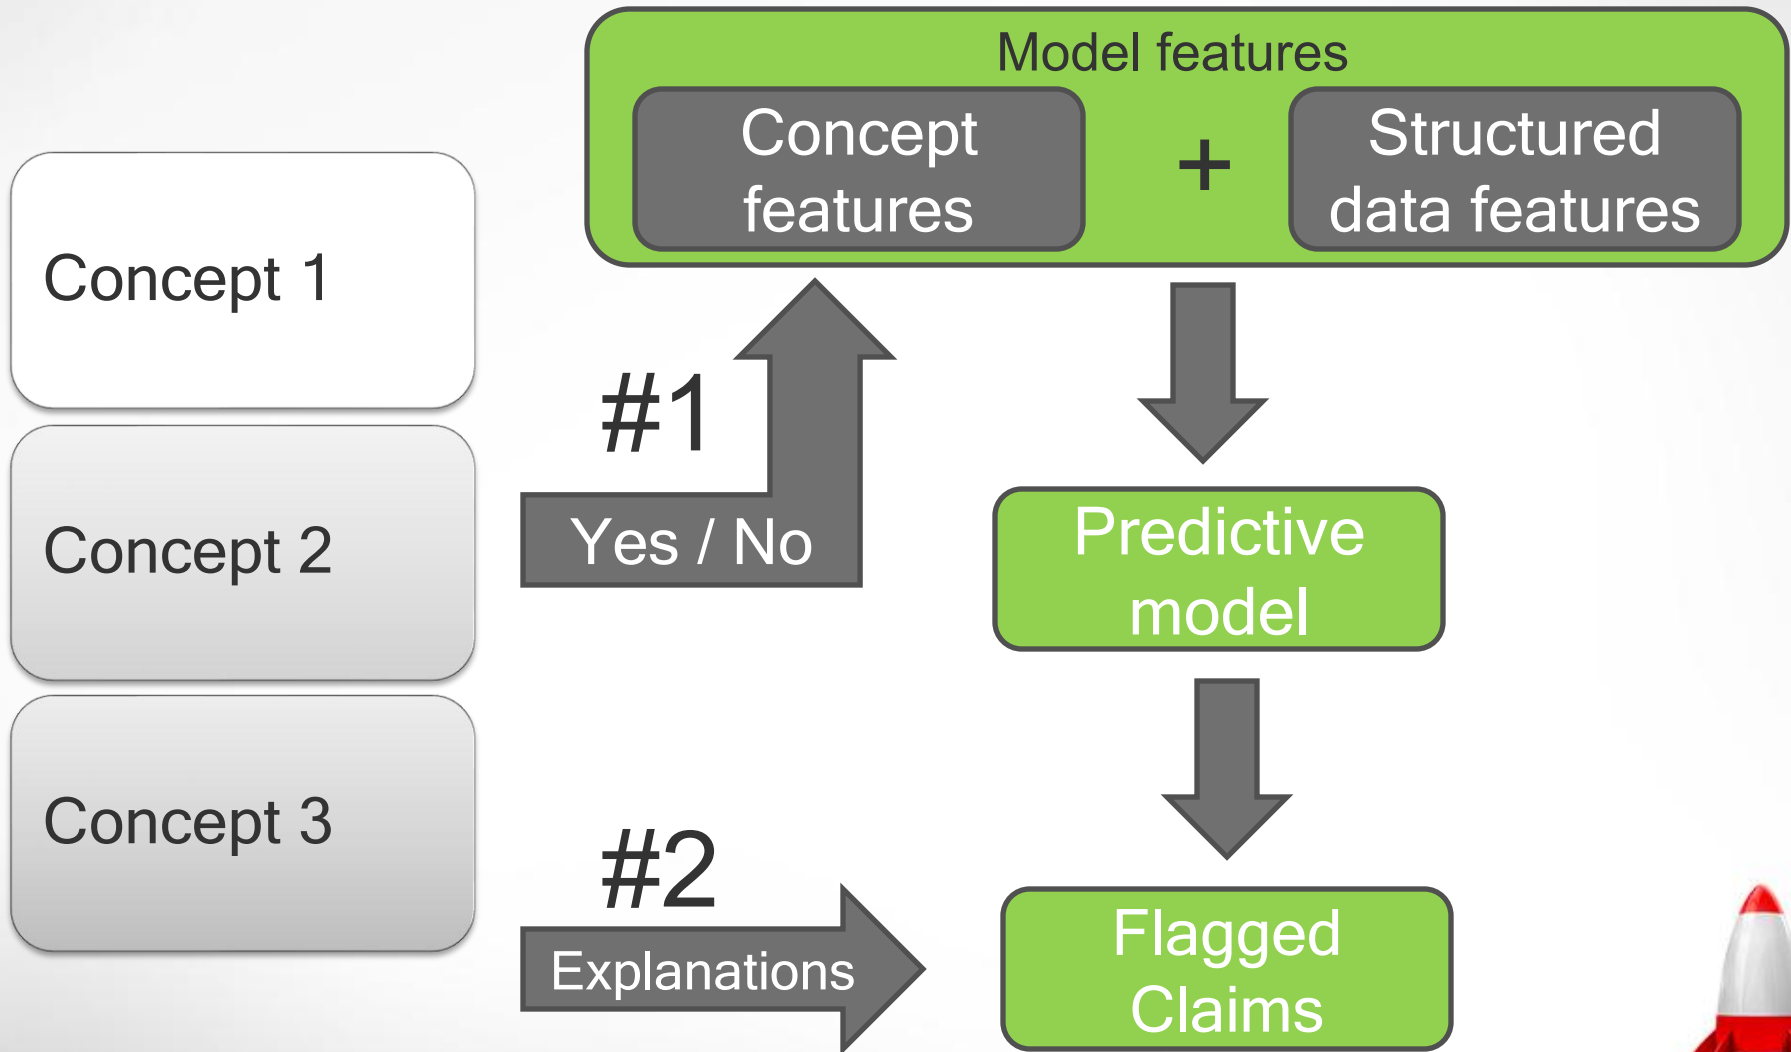 Model features
Concept
features
+
Structured
data features
Concept 1
Concept 2
Concept 3
#1
Yes / No
Predictive
model
#2
Explanations
Flagged
Claims